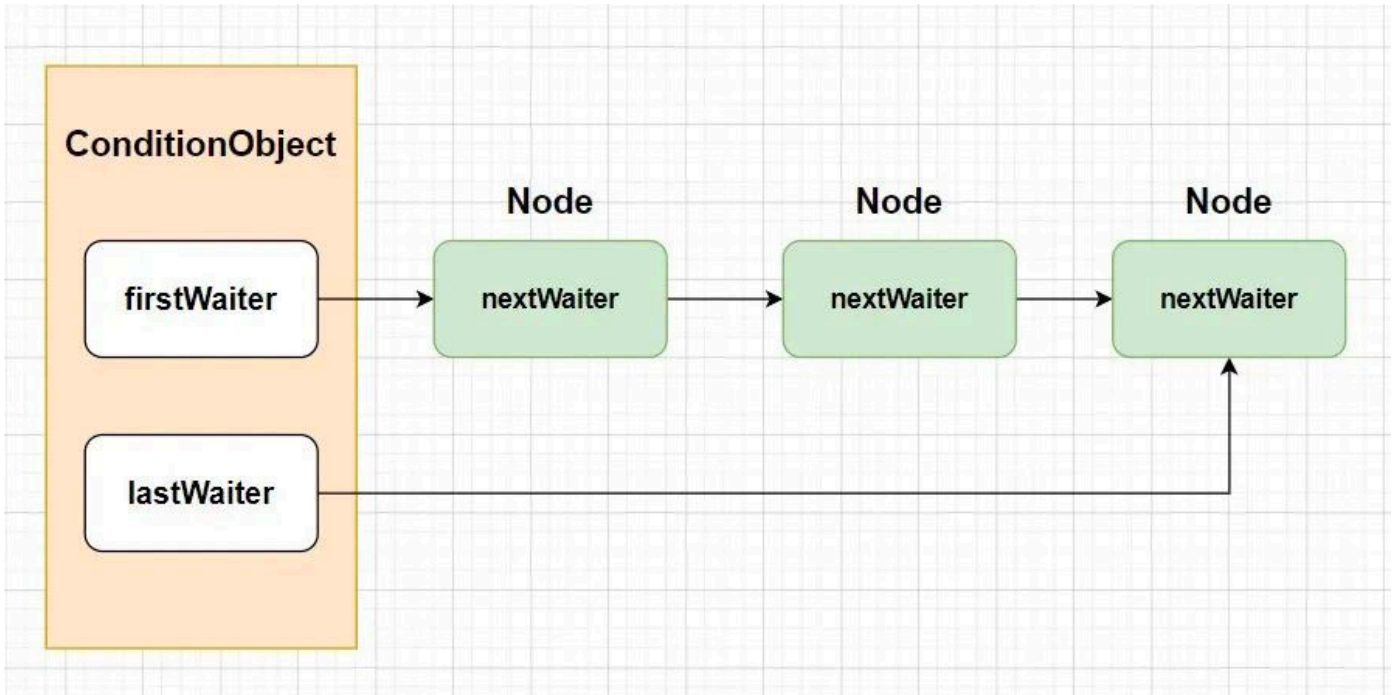 ConditionObject
Node
Node
Node
firstWaiter
nextWaiter
nextWaiter
nextWaiter
lastWaiter